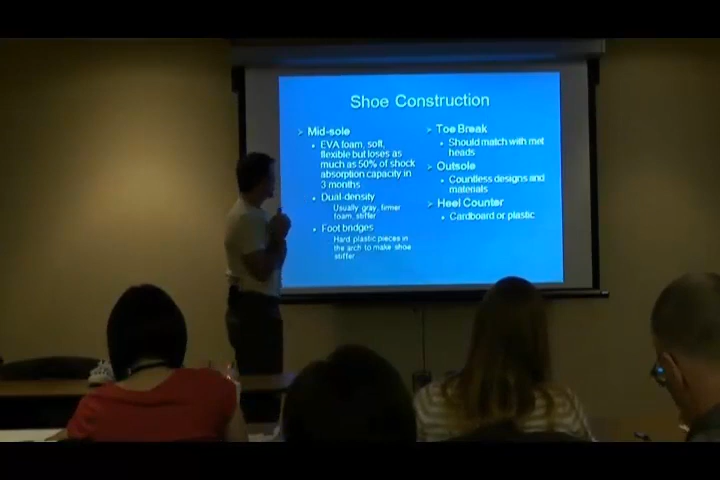 Shoe Construction
➢ Mid-sole
• EVA foam, soft,
flexible but loses as
much as 50% of shock
absorption capacity in
3 months
• Dual-density
Usually gray, firmer
foam, stiffer
• Foot bridges
Hard plastic pieces in
the arch to make shoe
stiffer
➢ Toe Break
• Should match with met
heads
➢ Outsole
• Countless designs and
materials
➢ Heel Counter
• Cardboard or plastic